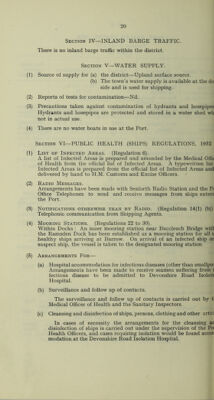 20
SECTION IV—INLAND BARGE TRAFFIC.
There is no inland barge traffic within the district.
SECTION V—WATER SUPPLY.
(1) Source of supply for (a) the district—Upland surface source.
(b) The town's water supply is available at the do
side and is used for shipping.
(2) Reports of tests for contamination—Nil.
(3) Precautions taken against contamination of hydrants and hosepipes
Hydrants and hosepipes are protected and stored in a water shed wh
not in actual use.
(4) There are no water boats in use at the Port.
SECTION VI—PUBLIC HEALTH (SHIPS) REGULATIONS, 1952
(1) LIST OF INFECTED AREAS. (Regulation 6).
A list of Infected Areas is prepared and amended by the Medical Offic
of Health from the official list of Infected Areas. A typewritten list
Infected Areas is prepared from the official list of Infected Areas and
delivered by hand to H.M. Customs and Excise Officers.
(2) RADIO MESSAGES.
Arrangements have been made with Seaforth Radio Station and the P
Office Telephones to send and receive messages from ships enterin
the Port.
(3) NOTIFICATIONS OTHERWISE THAN BY RADIO. (Regulation 14(1) (b))
Telephonic communication from Shipping Agents.
(4) MOORING STATIONS. (Regulations 22 to 30).
Within Docks: An inner mooring station near Buccleuch Bridge with
the Ramsden Dock has been established as a mooring station for all
healthy ships arriving at Barrow. On arrival of an infected ship or
suspect ship, the vessel is taken to the designated mooring station
(5) ARRANGEMENTS FOR—
(a) Hospital accommodation for infectious diseases (other than smallpox
Arrangements have been made to receive seamen suffering from i
fectious disease to be admitted to Devonshire Road Isolati
Hospital.
(b) Surveillance and follow up of contacts.
The surveillance and follow up of contacts is carried out by t
Medical Officer of Health and the Sanitary Inspectors.
(c) Cleansing and disinfection of ships, persons, clothing and other artic
In cases of necessity the arrangements for the cleansing a
disinfection of ships is carried out under the supervision of the P
Health Officers, and cases requiring isolation would be found accom
modation at the Devonshire Road Isolation Hospital.